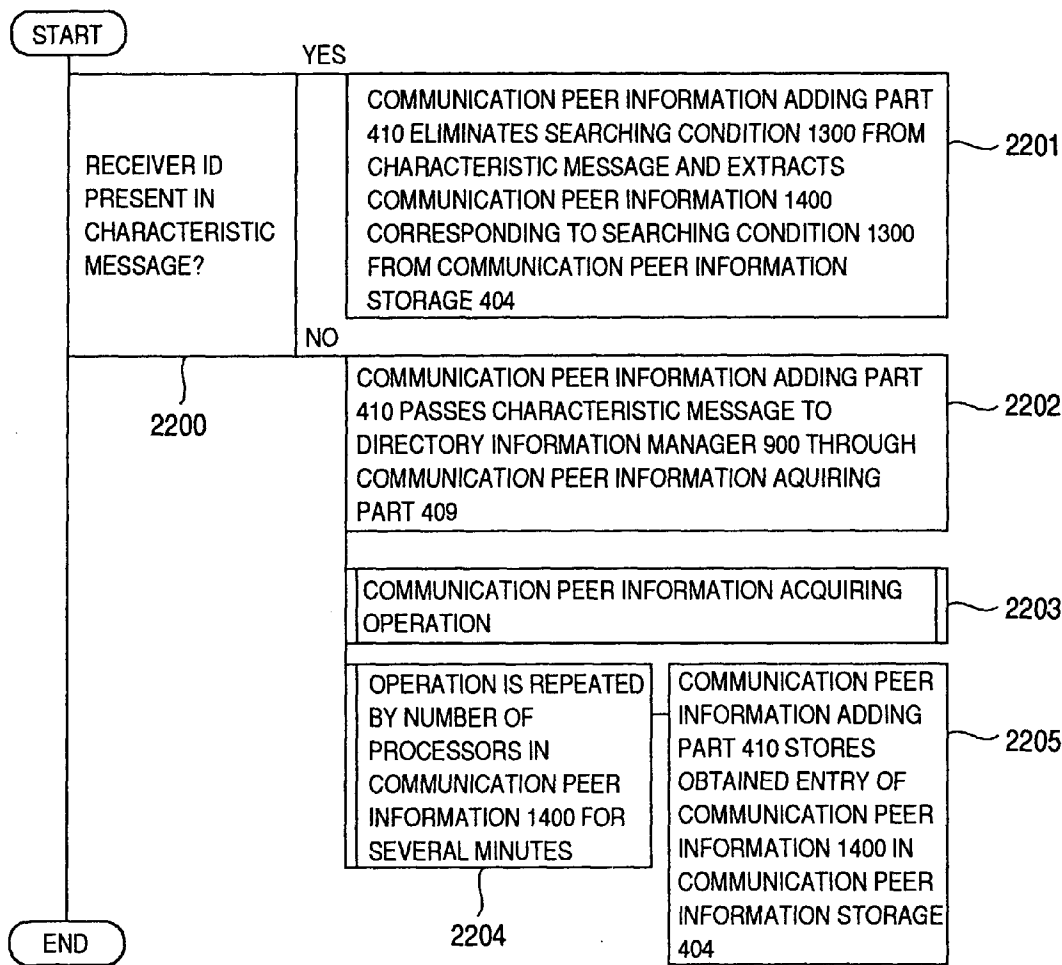 START
YES
RECEIVER ID
PRESENT IN
CHARACTERISTIC
MESSAGE?
2200
COMMUNICATION PEER INFORMATION ADDING PART
410 ELIMINATES SEARCHING CONDITION 1300 FROM
CHARACTERISTIC MESSAGE AND EXTRACTS
COMMUNICATION PEER INFORMATION 1400
CORRESPONDING TO SEARCHING CONDITION 1300
FROM COMMUNICATION PEER INFORMATION
STORAGE 404
2201
NO
COMMUNICATION PEER INFORMATION ADDING PART
410 PASSES CHARACTERISTIC MESSAGE TO
DIRECTORY INFORMATION MANAGER 900 THROUGH
COMMUNICATION PEER INFORMATION AQUIRING
PART 409
2202
COMMUNICATION PEER INFORMATION ACQUIRING
OPERATION
2203
OPERATION IS REPEATED
BY NUMBER OF
PROCESSORS IN
COMMUNICATION PEER
INFORMATION 1400 FOR
SEVERAL MINUTES
2204
COMMUNICATION PEER
INFORMATION ADDING
PART 410 STORES
OBTAINED ENTRY OF
COMMUNICATION PEER
INFORMATION 1400 IN
COMMUNICATION PEER
INFORMATION STORAGE
404
2205
END